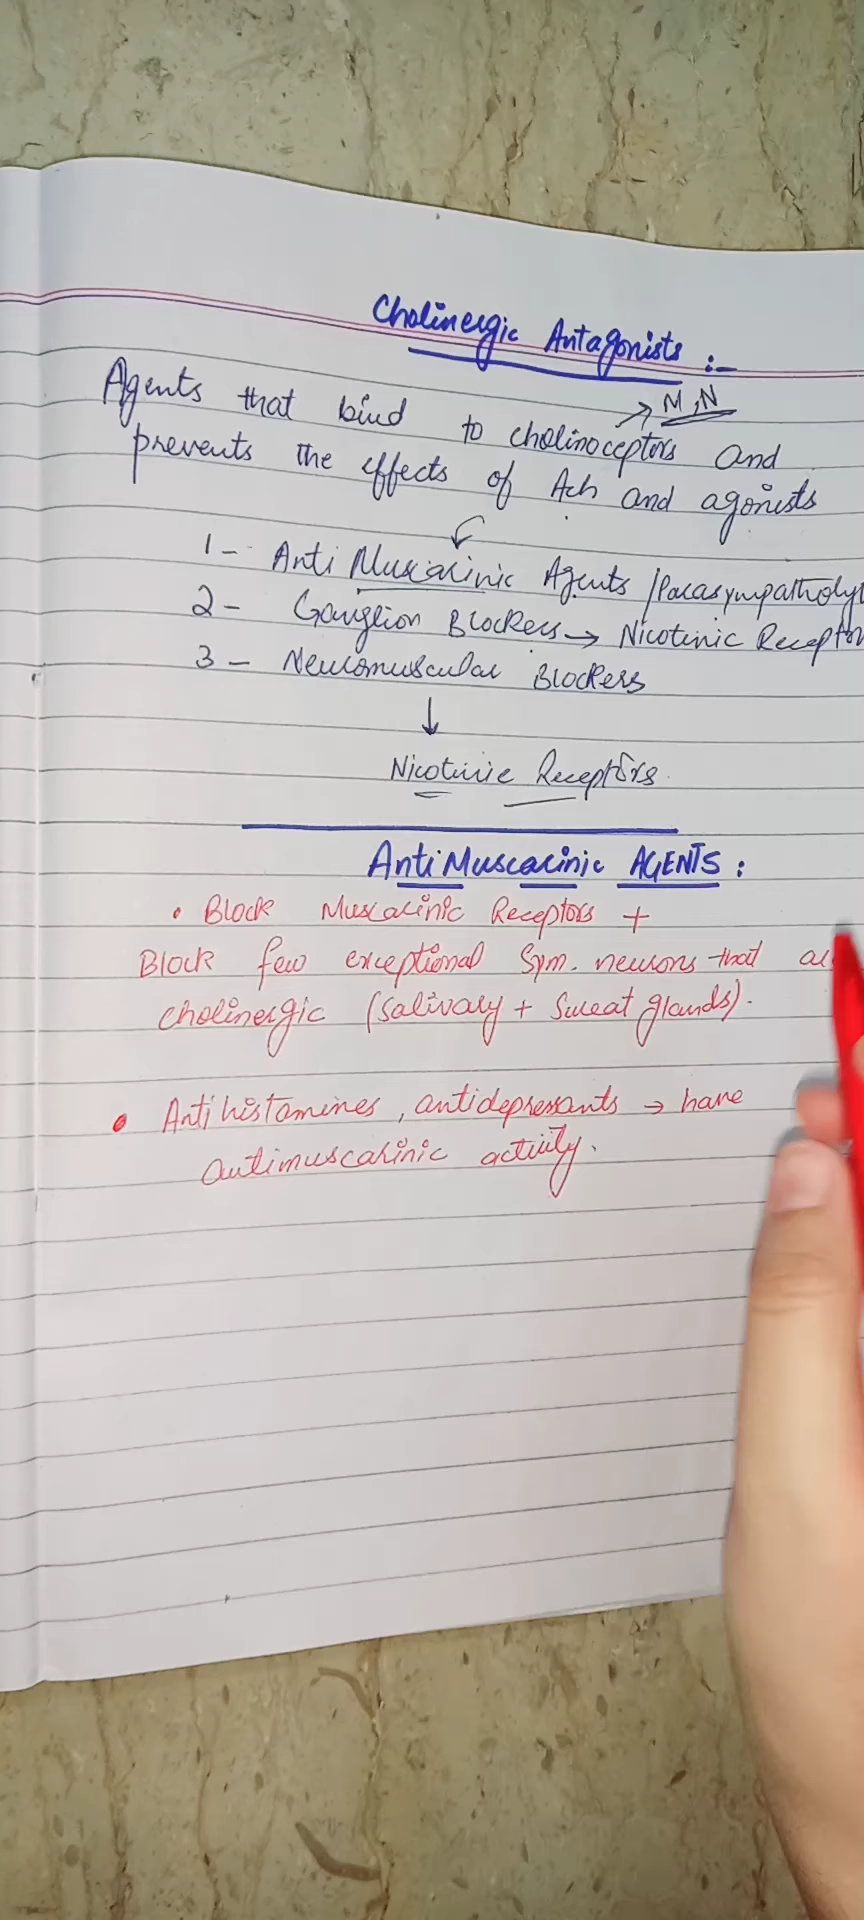 Cholinergic Antagonists :-
M,N
Agents that bind to cholinoceptors and
prevents the effects of Ach and agonists
1- Anti Muscarinic Agents /Parasympatholyt
2- Ganglion Blockers → Nicotinic Receptor
3- Neuromuscular Blockers
↓
Nicotinic Receptors.
AntiMuscarinic AGENTS :
• Block Muscarinic Receptors +
Block few exceptional Sym. neurons that
cholinergic (salivary + Sweat glands).
• Antihistamines, antidepressants → have
antimuscarinic activity.